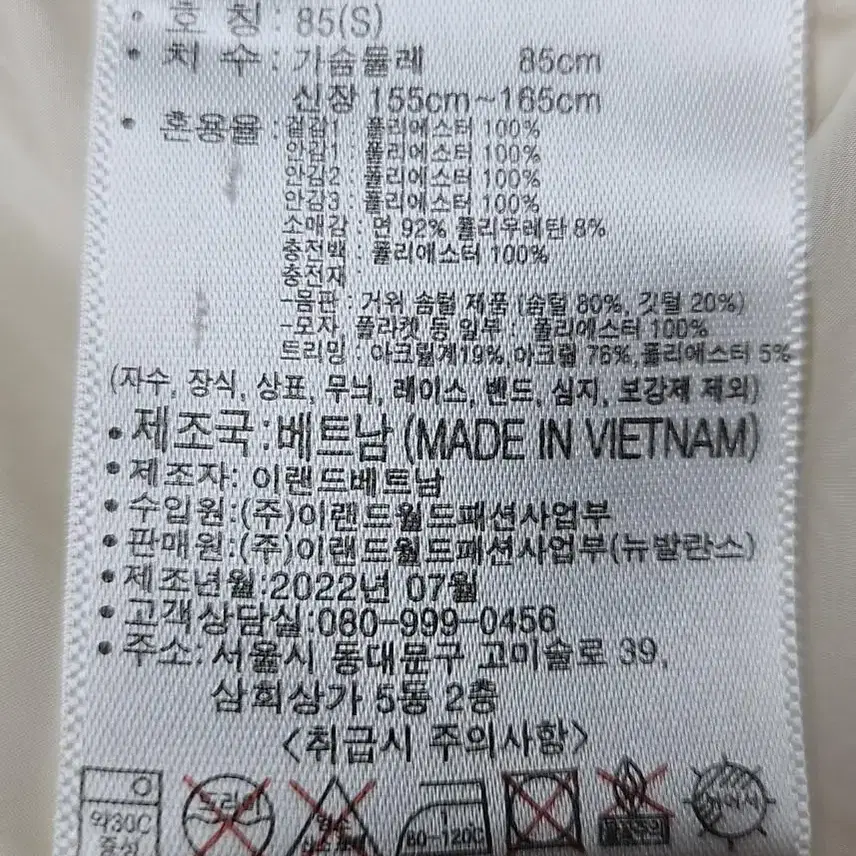 • 호 칭 : 85(S)
• 치 수 : 가슴둘레 85cm
신장 155cm~165cm
• 혼용율 : 겉감1 : 폴리에스터 100%
안감1 : 폴리에스터 100%
안감2 : 폴리에스터 100%
안감3 : 폴리에스터 100%
소매감 : 면 92% 폴리우레탄 8%
충전백 : 폴리에스터 100%
충전재 :
-몸판 : 거위 솜털 제품 (솜털 80%, 깃털 20%)
-모자, 플라켓 등 일부 : 폴리에스터 100%
트리밍 : 아크릴계19%, 아크릴 76%, 폴리에스터 5%
(자수, 장식, 상표, 무늬, 레이스, 밴드, 심지, 보강제 제외)
• 제조국 : 베트남 (MADE IN VIETNAM)
• 제조자: 이랜드베트남
• 수입원:(주)이랜드월드패션사업부
• 판매원:(주)이랜드월드패션사업부(뉴발란스)
• 제조년월:2022년 07월
• 고객상담실:080-999-0456
• 주소: 서울시 동대문구 고미술로 39,
삼희상가 5동 2층
<취급시 주의사항>
약30℃ 드라이 염소 80~120℃
중성